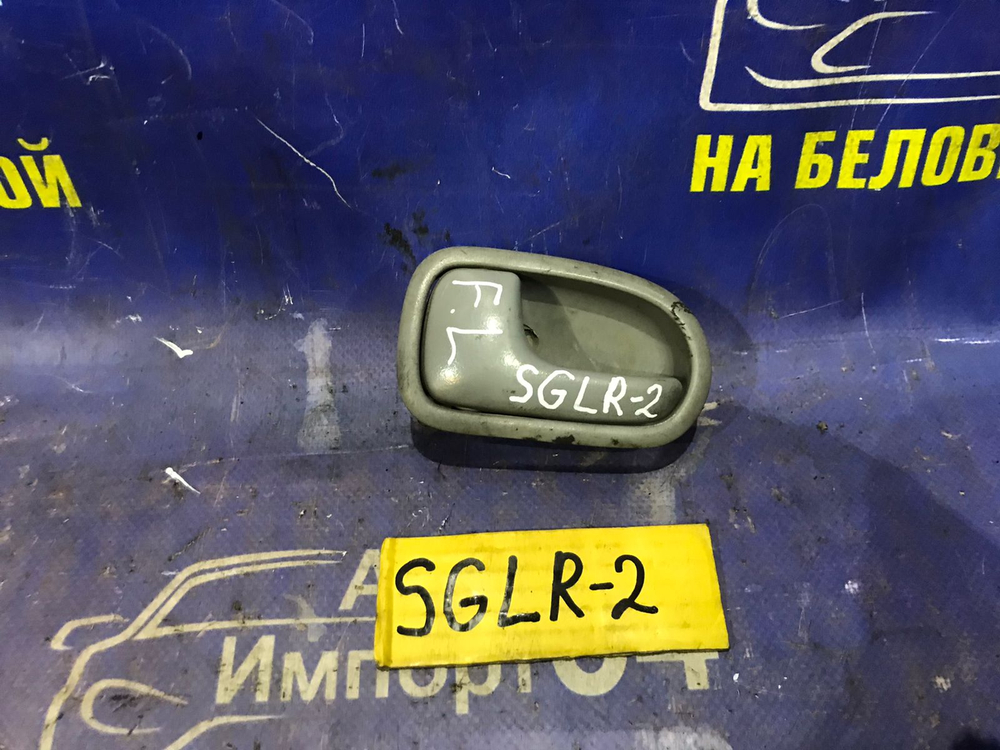 ОЙ
НА БЕЛОВ
F.L
SGLR-2
SGLR-2
Импорт